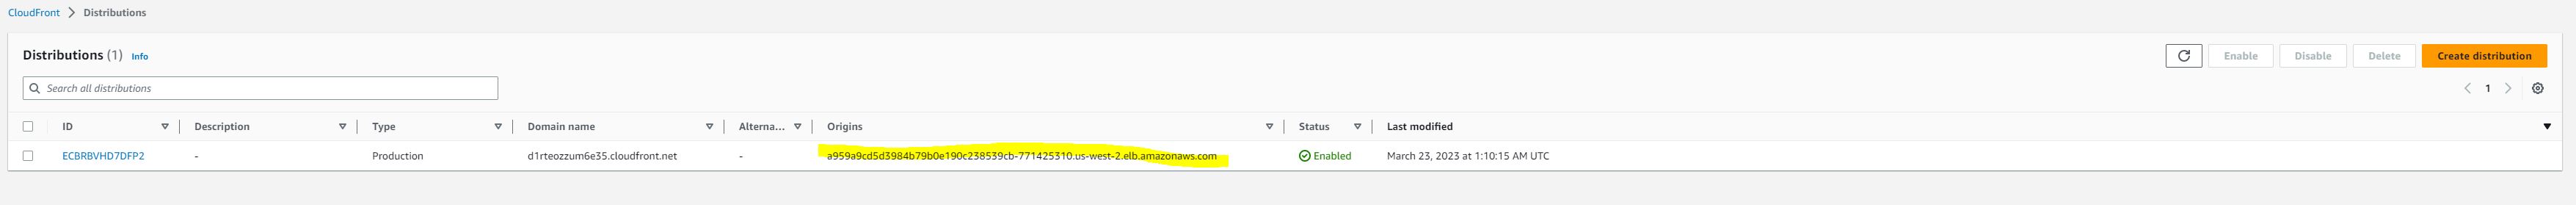 CloudFront > Distributions
Distributions (1) Info
Enable Disable Delete Create distribution
Search all distributions
1
ID Description Type Domain name Alterna... Origins Status Last modified
ECBRBVHD7DFP2 - Production d1rteozzum6e35.cloudfront.net - a959a9cd5d3984b79b0e190c238539cb-771425310.us-west-2.elb.amazonaws.com Enabled March 23, 2023 at 1:10:15 AM UTC